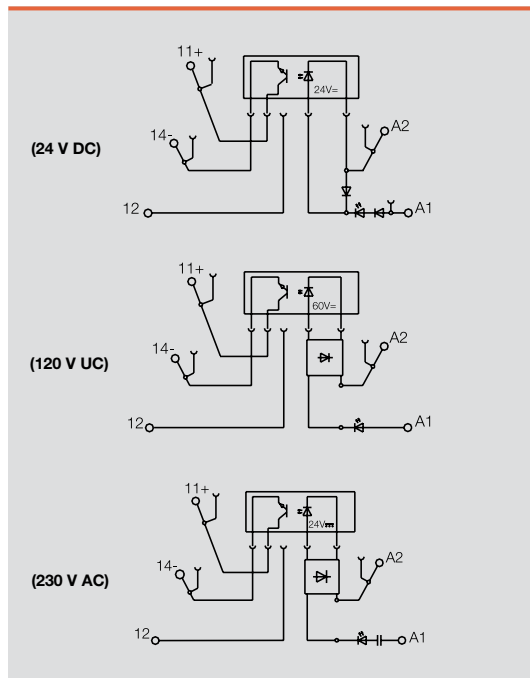 11+
24V=
14-
A2
(24 V DC)
12
A1
11+
60V=
14-
A2
(120 V UC)
12
A1
11+
24V⎓
14-
A2
(230 V AC)
12
A1